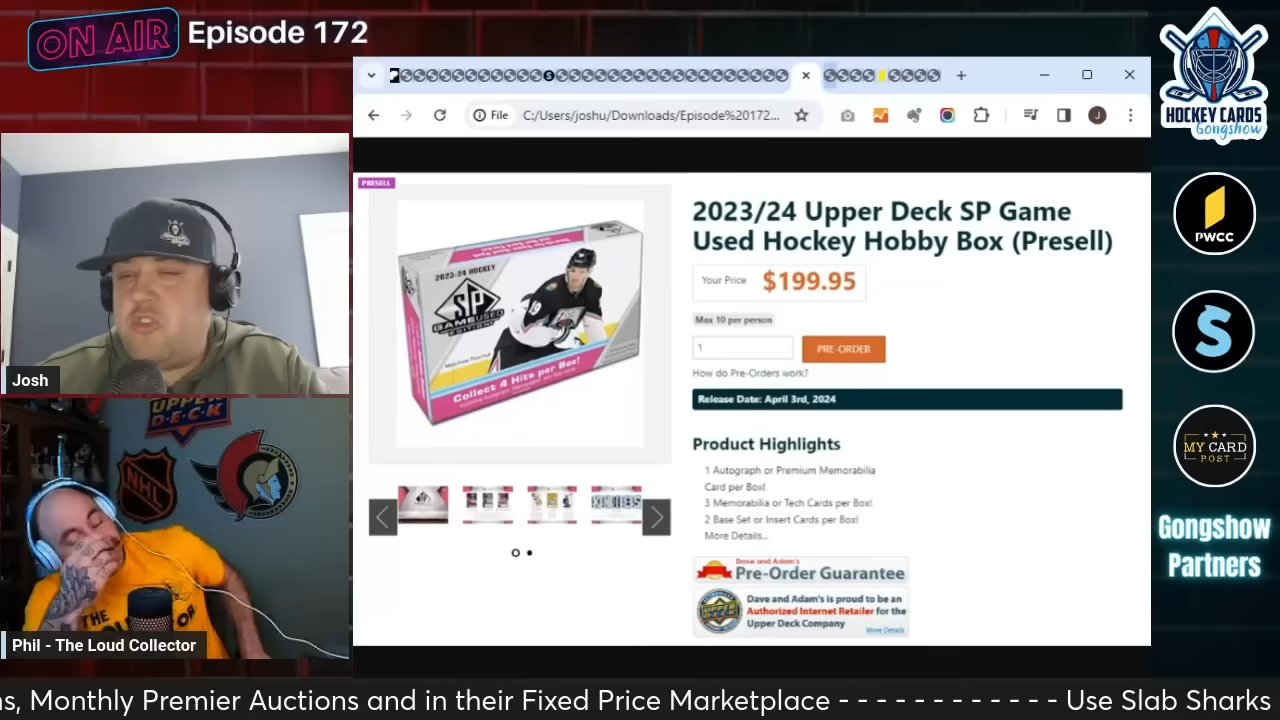 ON AIR
Episode 172
File
C:/Users/joshu/Downloads/Episode%20172...
J
HOCKEY CARDS
Gongshow
PRESELL
2023/24 Upper Deck SP Game
Used Hockey Hobby Box (Presell)
Your Price $199.95
Max 10 per person
1
PRE-ORDER
How do Pre-Orders work?
Release Date: April 3rd, 2024
2023-24 HOCKEY
SP
GAME USED
EDITION
Collect 4 Hits per Box!
Product Highlights
1 Autograph or Premium Memorabilia
Card per Box!
3 Memorabilia or Tech Cards per Box!
2 Base Set or Insert Cards per Box!
More Details...
Dave and Adam's
Pre-Order Guarantee
UPPER DECK
Dave and Adam's is proud to be an
Authorized Internet Retailer for the
Upper Deck Company
More Details
Josh
UPPER
DECK
NHL
THE
Phil - The Loud Collector
PWCC
S
MY CARD
POST
Gongshow
Partners
s, Monthly Premier Auctions and in their Fixed Price Marketplace - - - - - - - - - - - - Use Slab Sharks